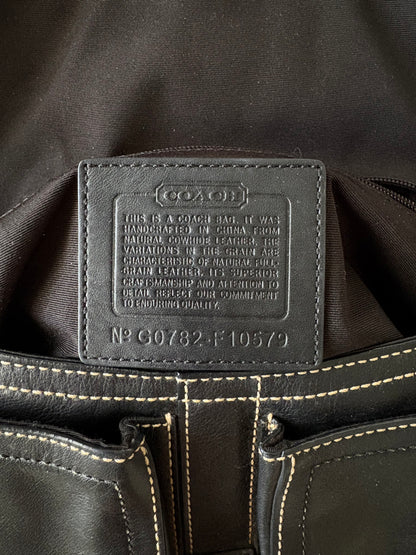 COACH
THIS IS A COACH BAG. IT WAS
HANDCRAFTED IN CHINA FROM
NATURAL COWHIDE LEATHER. THE
VARIATIONS IN THE GRAIN ARE
CHARACTERISTIC OF NATURAL FULL-
GRAIN LEATHER. ITS SUPERIOR
CRAFTSMANSHIP AND ATTENTION TO
DETAIL REFLECT OUR COMMITMENT
TO ENDURING QUALITY.
Nº G0782-F10579